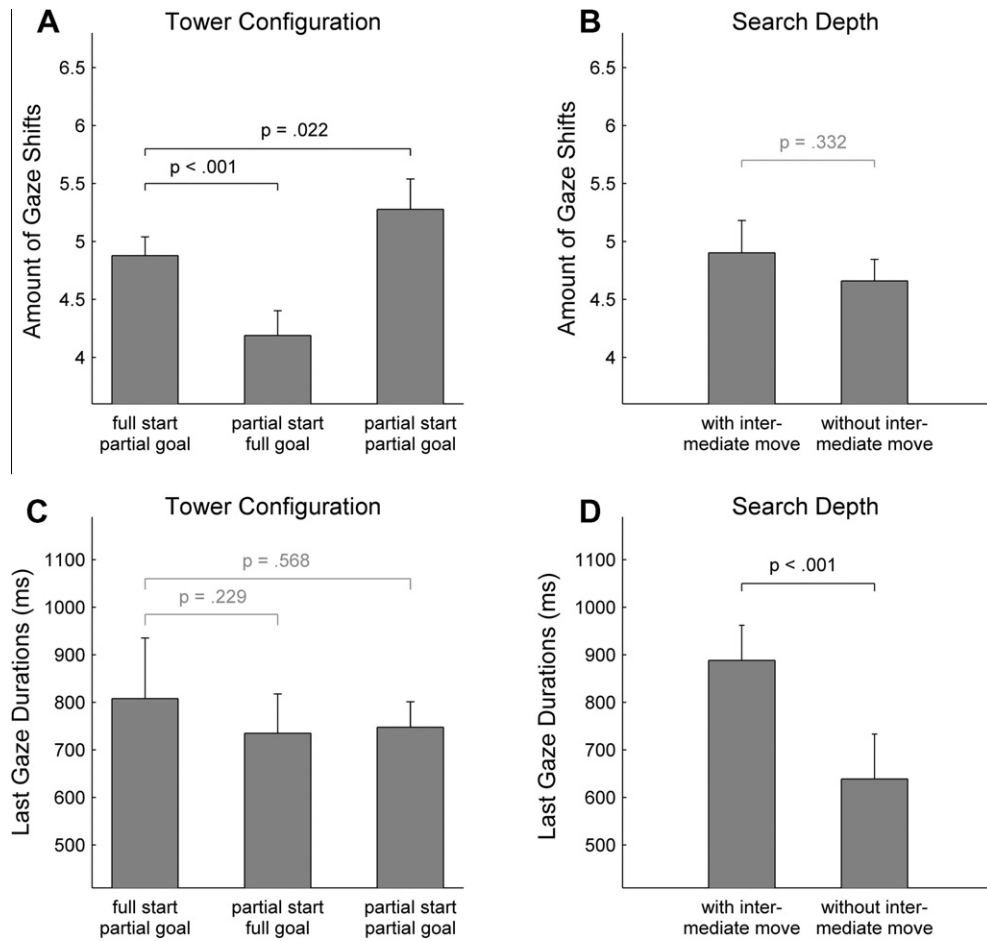 A
Tower Configuration
Amount of Gaze Shifts
6.5
6
5.5
5
4.5
4
p = .022
p < .001
full start
partial goal
partial start
full goal
partial start
partial goal
B
Search Depth
Amount of Gaze Shifts
6.5
6
5.5
5
4.5
4
p = .332
with inter-
mediate move
without inter-
mediate move
C
Tower Configuration
Last Gaze Durations (ms)
1100
1000
900
800
700
600
500
p = .568
p = .229
full start
partial goal
partial start
full goal
partial start
partial goal
D
Search Depth
Last Gaze Durations (ms)
1100
1000
900
800
700
600
500
p < .001
with inter-
mediate move
without inter-
mediate move